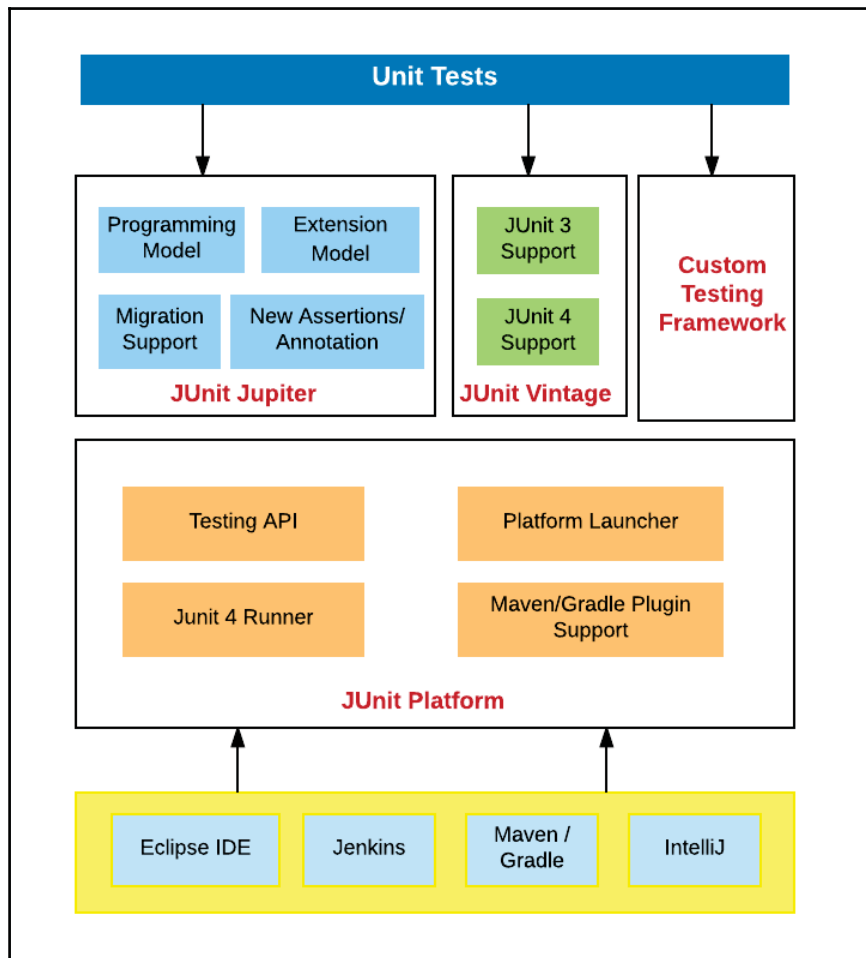 Unit Tests
Programming
Model
Extension
Model
Migration
Support
New Assertions/
Annotation
JUnit Jupiter
JUnit 3
Support
JUnit 4
Support
JUnit Vintage
Custom
Testing
Framework
Testing API
Platform Launcher
Junit 4 Runner
Maven/Gradle Plugin
Support
JUnit Platform
Eclipse IDE
Jenkins
Maven /
Gradle
IntelliJ